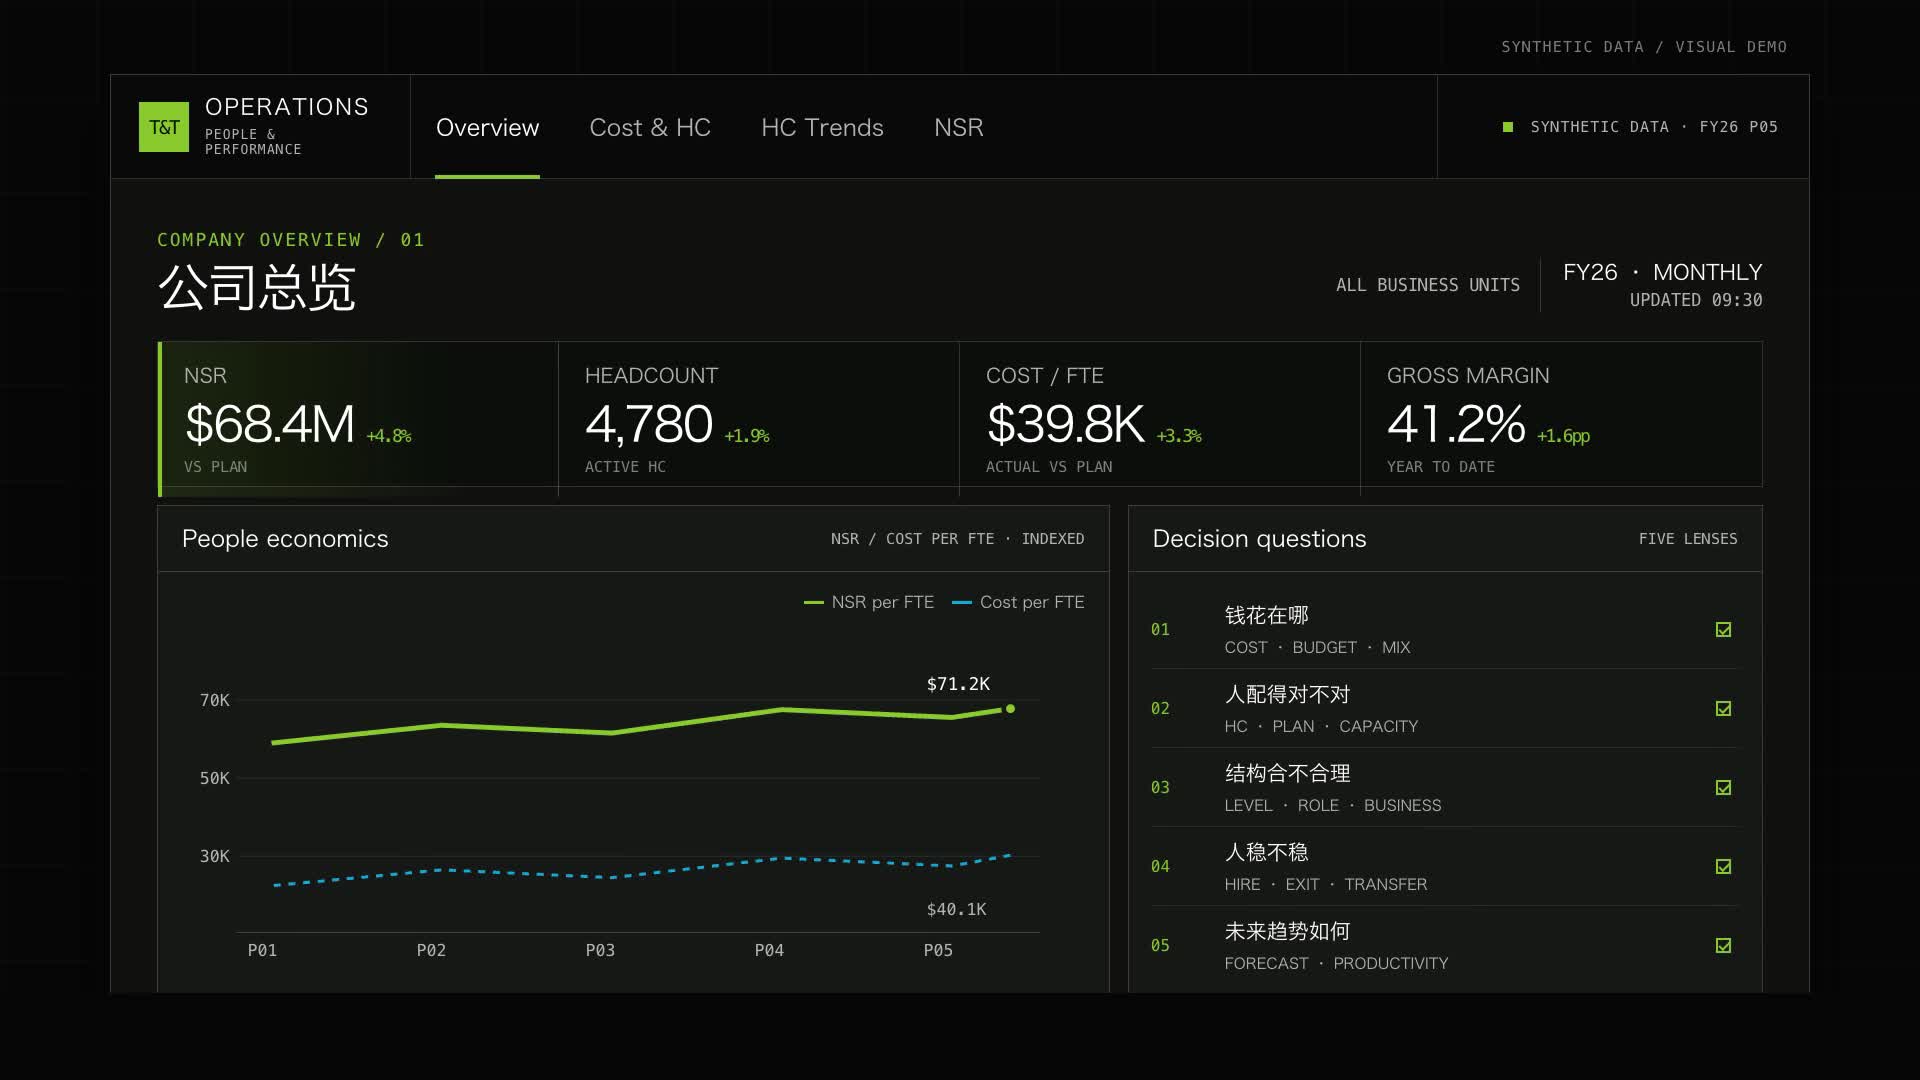 SYNTHETIC DATA / VISUAL DEMO
T&T
OPERATIONS
PEOPLE &
PERFORMANCE
Overview
Cost & HC
HC Trends
NSR
SYNTHETIC DATA · FY26 P05
COMPANY OVERVIEW / 01
公司总览
ALL BUSINESS UNITS
FY26 · MONTHLY
UPDATED 09:30
NSR
$68.4M +4.8%
VS PLAN
HEADCOUNT
4,780 +1.9%
ACTIVE HC
COST / FTE
$39.8K +3.3%
ACTUAL VS PLAN
GROSS MARGIN
41.2% +1.6pp
YEAR TO DATE
People economics
NSR / COST PER FTE · INDEXED
NSR per FTE
Cost per FTE
$71.2K
70K
50K
30K
$40.1K
P01
P02
P03
P04
P05
Decision questions
FIVE LENSES
01
钱花在哪
COST · BUDGET · MIX
02
人配得对不对
HC · PLAN · CAPACITY
03
结构合不合理
LEVEL · ROLE · BUSINESS
04
人稳不稳
HIRE · EXIT · TRANSFER
05
未来趋势如何
FORECAST · PRODUCTIVITY